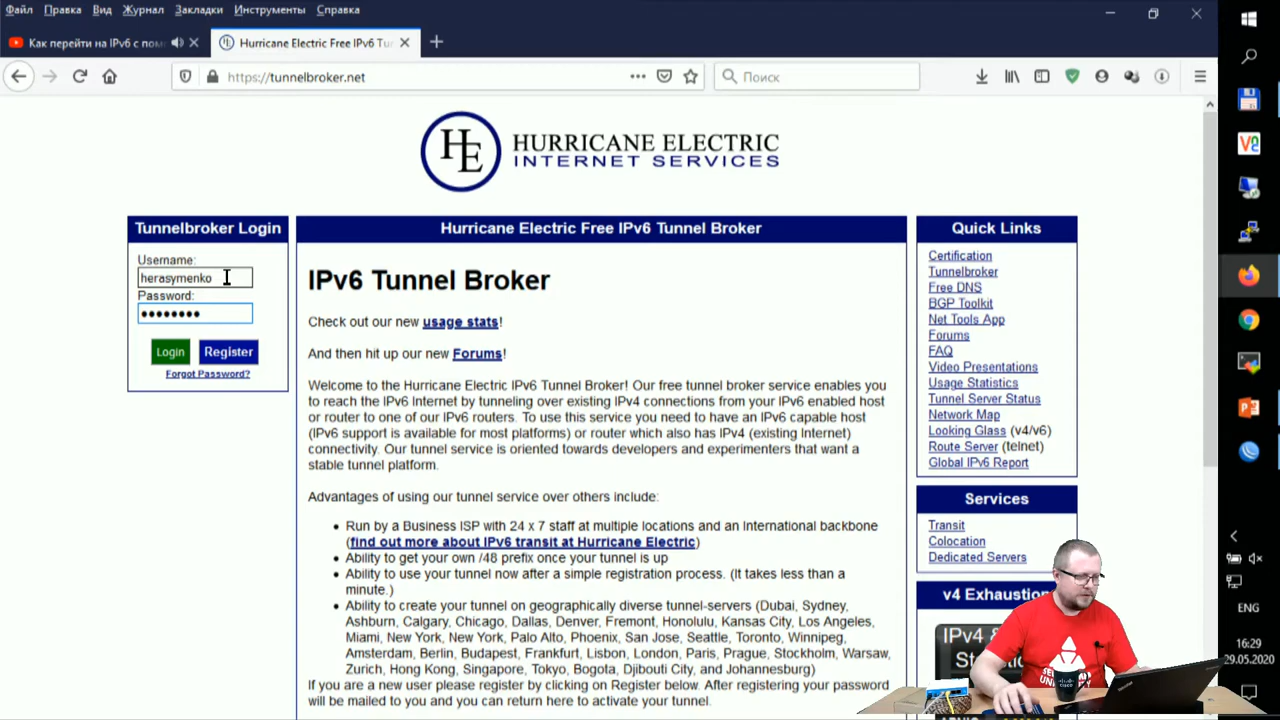 Файл Правка Вид Журнал Закладки Инструменты Справка
Как перейти на IPv6 с пом
Hurricane Electric Free IPv6 Tur
https://tunnelbroker.net
Поиск
HE
HURRICANE ELECTRIC
INTERNET SERVICES
Tunnelbroker Login
Username:
herasymenko
Password:
Login
Register
Forgot Password?
Hurricane Electric Free IPv6 Tunnel Broker
IPv6 Tunnel Broker
Check out our new usage stats!
And then hit up our new Forums!
Welcome to the Hurricane Electric IPv6 Tunnel Broker! Our free tunnel broker service enables you
to reach the IPv6 Internet by tunneling over existing IPv4 connections from your IPv6 enabled host
or router to one of our IPv6 routers. To use this service you need to have an IPv6 capable host
(IPv6 support is available for most platforms) or router which also has IPv4 (existing Internet)
connectivity. Our tunnel service is oriented towards developers and experimenters that want a
stable tunnel platform.
Advantages of using our tunnel service over others include:
Run by a Business ISP with 24 x 7 staff at multiple locations and an International backbone
(find out more about IPv6 transit at Hurricane Electric)
Ability to get your own /48 prefix once your tunnel is up
Ability to use your tunnel now after a simple registration process. (It takes less than a
minute.)
Ability to create your tunnel on geographically diverse tunnel-servers (Dubai, Sydney,
Ashburn, Calgary, Chicago, Dallas, Denver, Fremont, Honolulu, Kansas City, Los Angeles,
Miami, New York, New York, Palo Alto, Phoenix, San Jose, Seattle, Toronto, Winnipeg,
Amsterdam, Berlin, Budapest, Frankfurt, Lisbon, London, Paris, Prague, Stockholm, Warsaw,
Zurich, Hong Kong, Singapore, Tokyo, Bogota, Djibouti City, and Johannesburg)
If you are a new user please register by clicking on Register below. After registering your password
will be mailed to you and you can return here to activate your tunnel.
Quick Links
Certification
Tunnelbroker
Free DNS
BGP Toolkit
Net Tools App
Forums
FAQ
Video Presentations
Usage Statistics
Tunnel Server Status
Network Map
Looking Glass (v4/v6)
Route Server (telnet)
Global IPv6 Report
Services
Transit
Colocation
Dedicated Servers
v4 Exhaustion
IPv4 &
ENG
16:29
29.05.2020